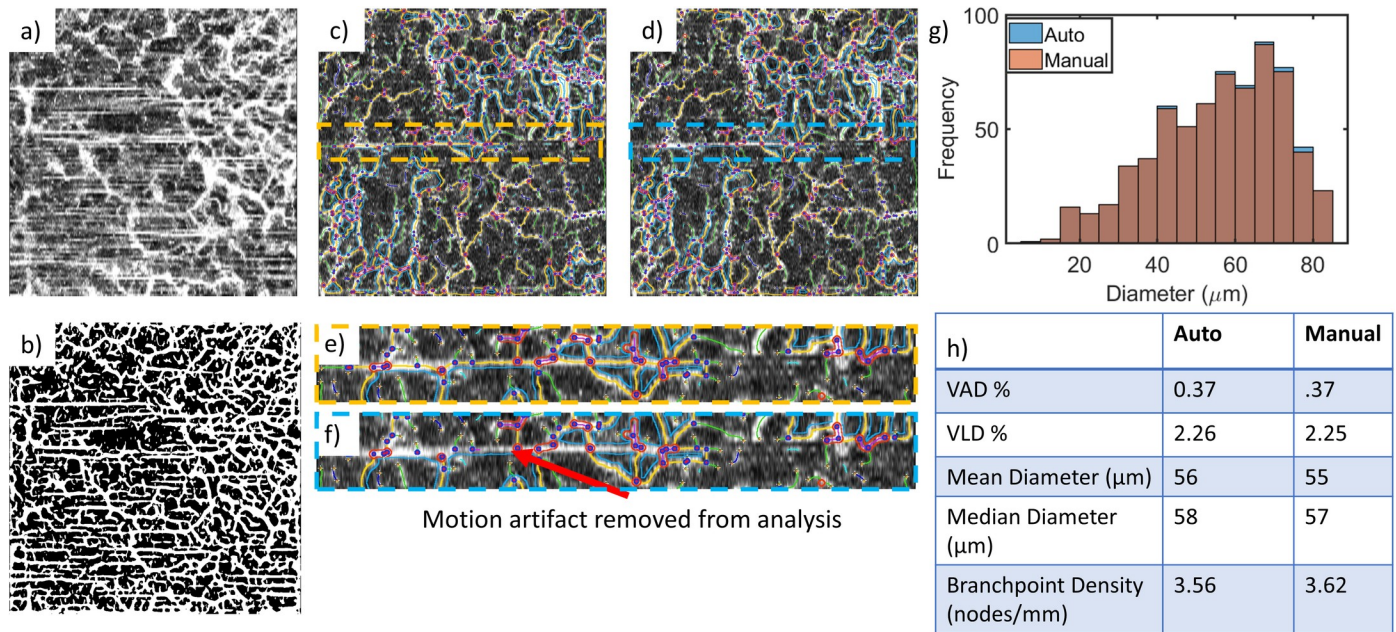 a)
c)
d)
g)
100
50
0
Frequency
Auto
Manual
20
40
60
80
Diameter (μm)
b)
e)
f)
Motion artifact removed from analysis
h)
Auto
Manual
VAD %
0.37
.37
VLD %
2.26
2.25
Mean Diameter (μm)
56
55
Median Diameter
(μm)
58
57
Branchpoint Density
(nodes/mm)
3.56
3.62